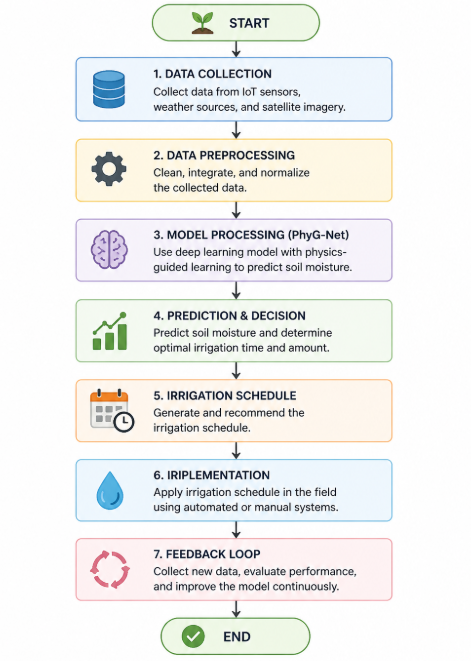 START
1. DATA COLLECTION
Collect data from IoT sensors,
weather sources, and satellite imagery.
2. DATA PREPROCESSING
Clean, integrate, and normalize
the collected data.
3. MODEL PROCESSING (PhyG-Net)
Use deep learning model with physics-
guided learning to predict soil moisture.
4. PREDICTION & DECISION
Predict soil moisture and determine
optimal irrigation time and amount.
5. IRRIGATION SCHEDULE
Generate and recommend the
irrigation schedule.
6. IRIPLEMENTATION
Apply irrigation schedule in the field
using automated or manual systems.
7. FEEDBACK LOOP
Collect new data, evaluate performance,
and improve the model continuously.
END